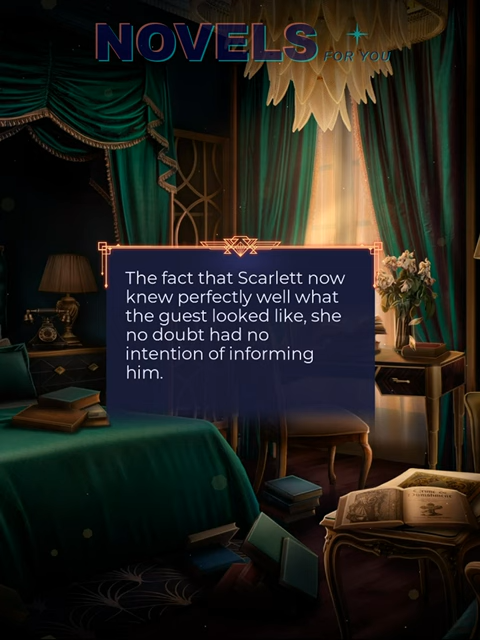 NOVELS
FOR YOU
The fact that Scarlett now
knew perfectly well what
the guest looked like, she
no doubt had no
intention of informing
him.